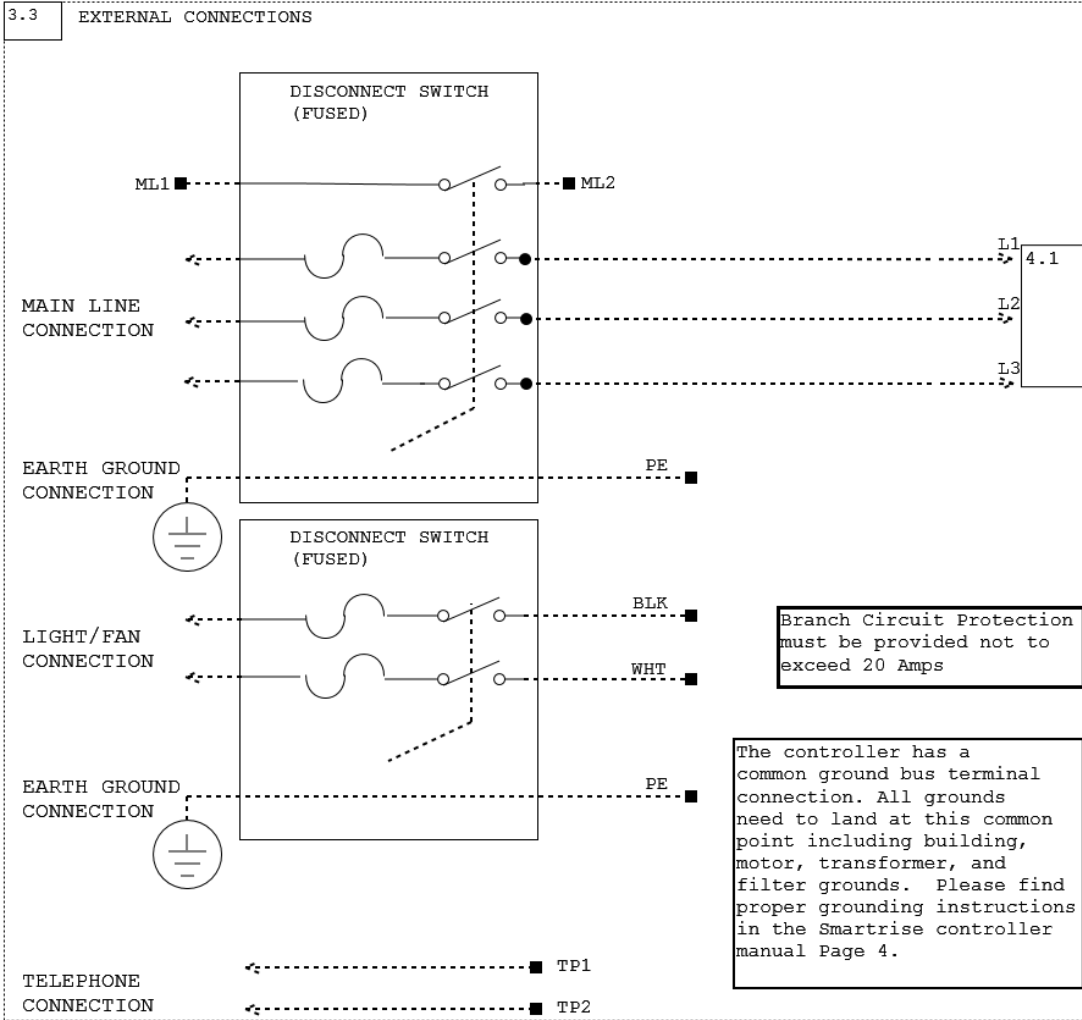 3.3
EXTERNAL CONNECTIONS
DISCONNECT SWITCH
(FUSED)
ML1
ML2
L1
4.1
MAIN LINE
CONNECTION
L2
L3
EARTH GROUND
CONNECTION
PE
DISCONNECT SWITCH
(FUSED)
BLK
LIGHT/FAN
CONNECTION
WHT
Branch Circuit Protection
must be provided not to
exceed 20 Amps
EARTH GROUND
CONNECTION
PE
The controller has a
common ground bus terminal
connection. All grounds
need to land at this common
point including building,
motor, transformer, and
filter grounds.  Please find
proper grounding instructions
in the Smartrise controller
manual Page 4.
TELEPHONE
CONNECTION
TP1
TP2